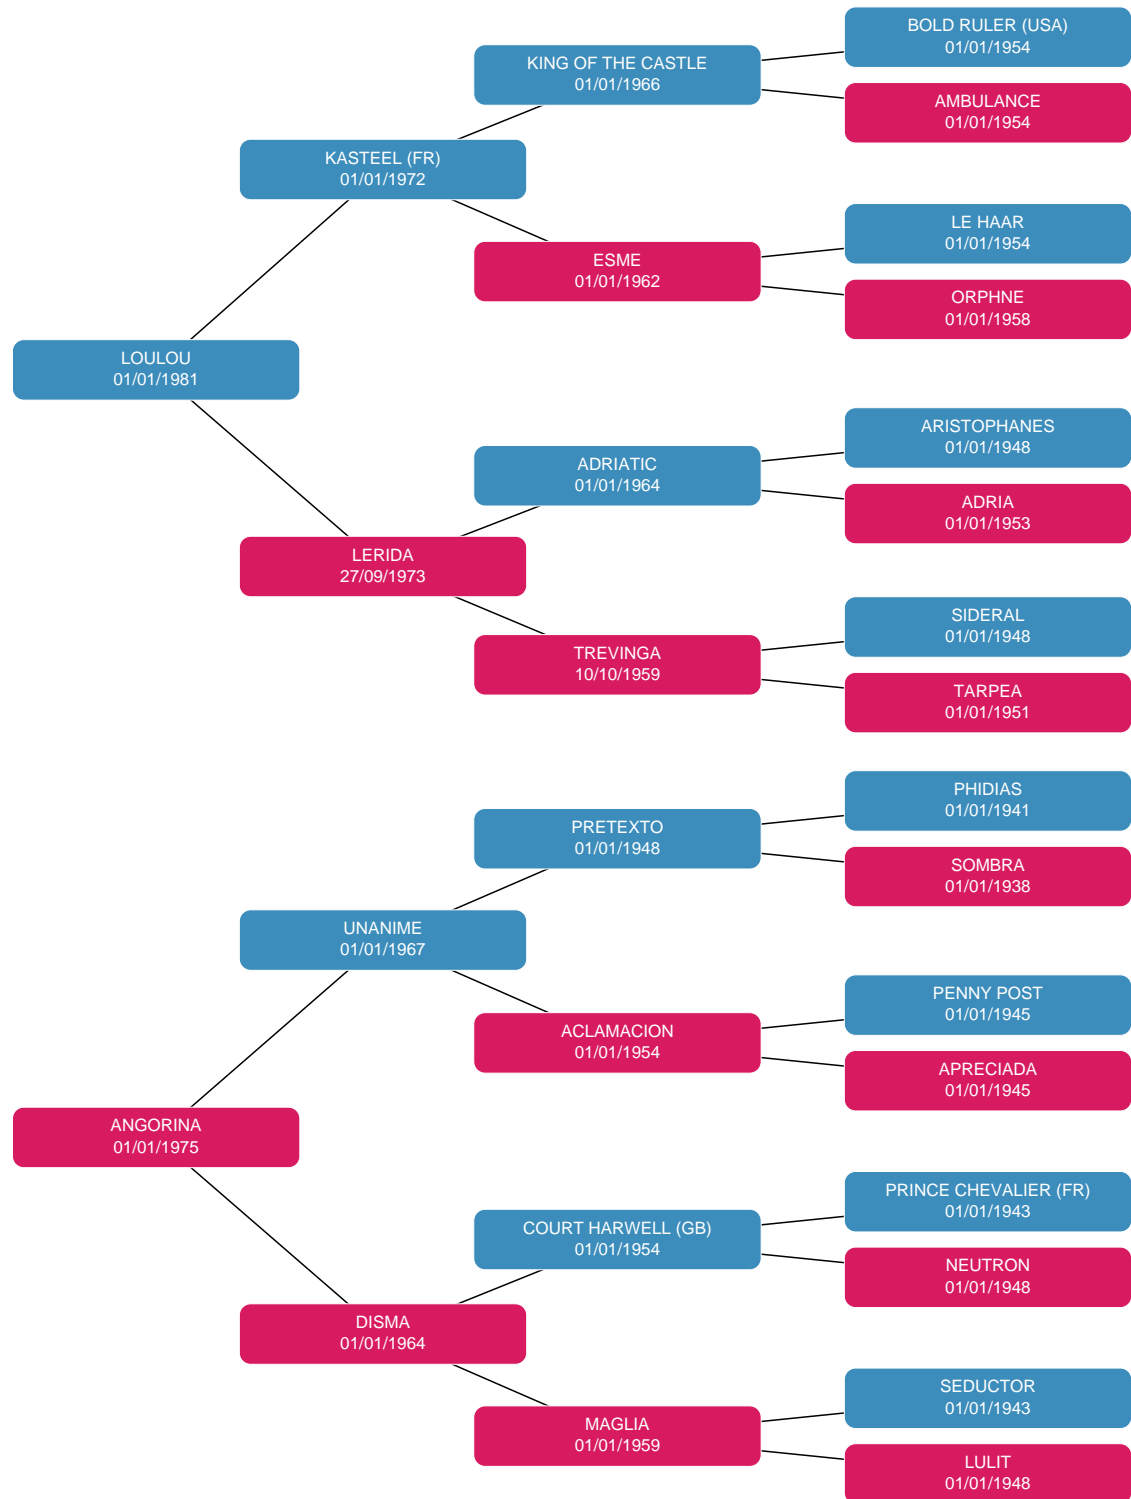 BOLD RULER (USA)
01/01/1954
KING OF THE CASTLE
01/01/1966
AMBULANCE
01/01/1954
KASTEEL (FR)
01/01/1972
LE HAAR
01/01/1954
ESME
01/01/1962
ORPHNE
01/01/1958
LOULOU
01/01/1981
ARISTOPHANES
01/01/1948
ADRIATIC
01/01/1964
ADRIA
01/01/1953
LERIDA
27/09/1973
SIDERAL
01/01/1948
TREVINGA
10/10/1959
TARPEA
01/01/1951
PHIDIAS
01/01/1941
PRETEXTO
01/01/1948
SOMBRA
01/01/1938
UNANIME
01/01/1967
PENNY POST
01/01/1945
ACLAMACION
01/01/1954
APRECIADA
01/01/1945
ANGORINA
01/01/1975
PRINCE CHEVALIER (FR)
01/01/1943
COURT HARWELL (GB)
01/01/1954
NEUTRON
01/01/1948
DISMA
01/01/1964
SEDUCTOR
01/01/1943
MAGLIA
01/01/1959
LULIT
01/01/1948